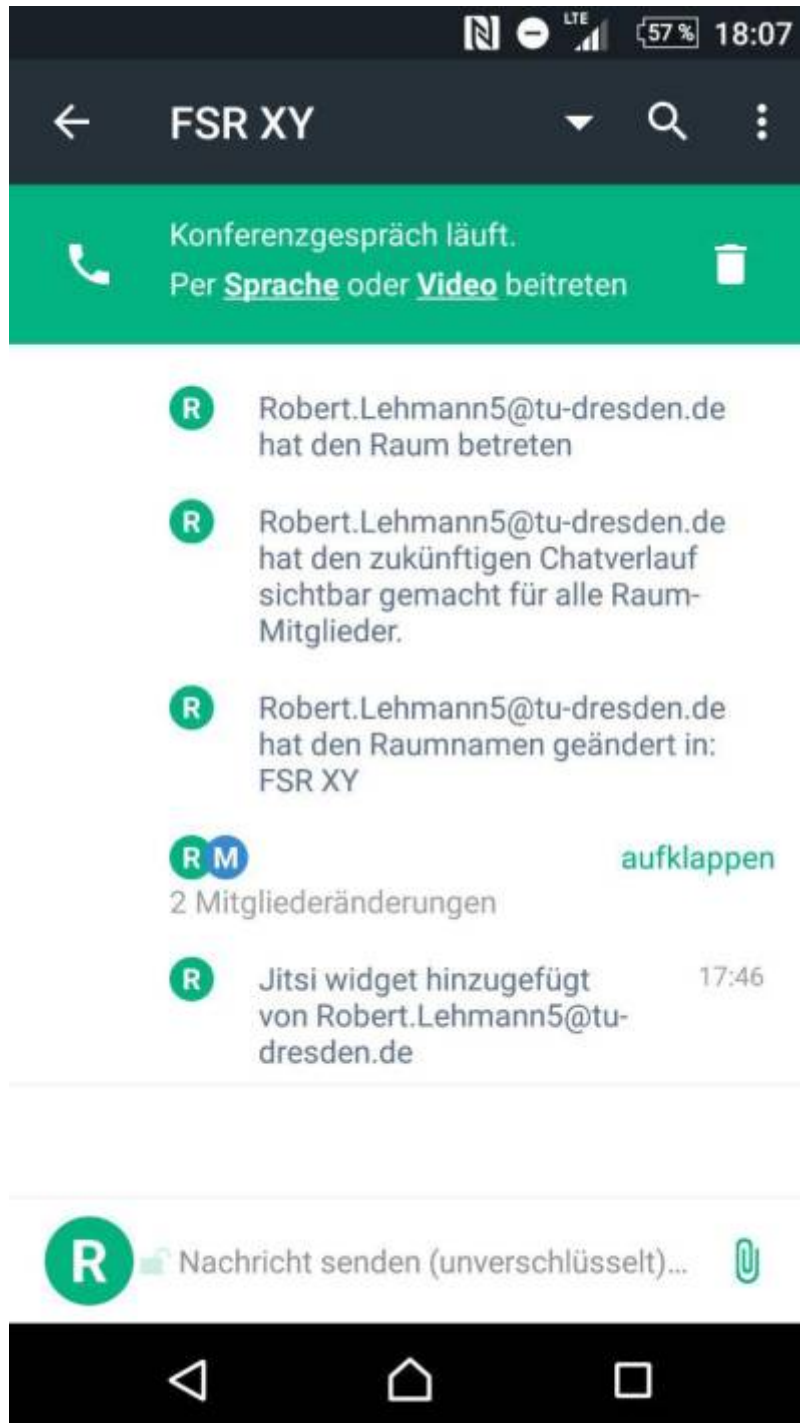 LTE 57 % 18:07
FSR XY
Konferenzgespräch läuft.
Per Sprache oder Video beitreten
R Robert.Lehmann5@tu-dresden.de
hat den Raum betreten
R Robert.Lehmann5@tu-dresden.de
hat den zukünftigen Chatverlauf
sichtbar gemacht für alle Raum-
Mitglieder.
R Robert.Lehmann5@tu-dresden.de
hat den Raumnamen geändert in:
FSR XY
R M aufklappen
2 Mitgliederänderungen
R Jitsi widget hinzugefügt 17:46
von Robert.Lehmann5@tu-
dresden.de
R Nachricht senden (unverschlüsselt)...